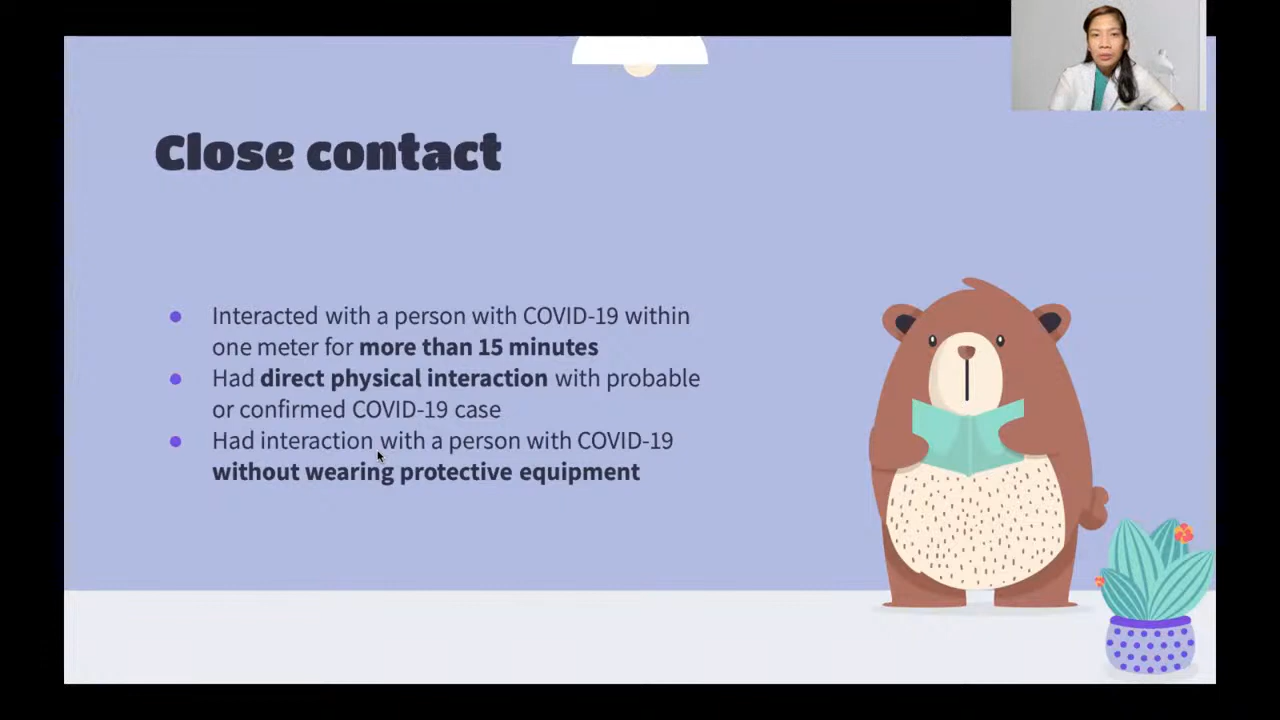 Close contact
Interacted with a person with COVID-19 within
one meter for more than 15 minutes
Had direct physical interaction with probable
or confirmed COVID-19 case
Had interaction with a person with COVID-19
without wearing protective equipment